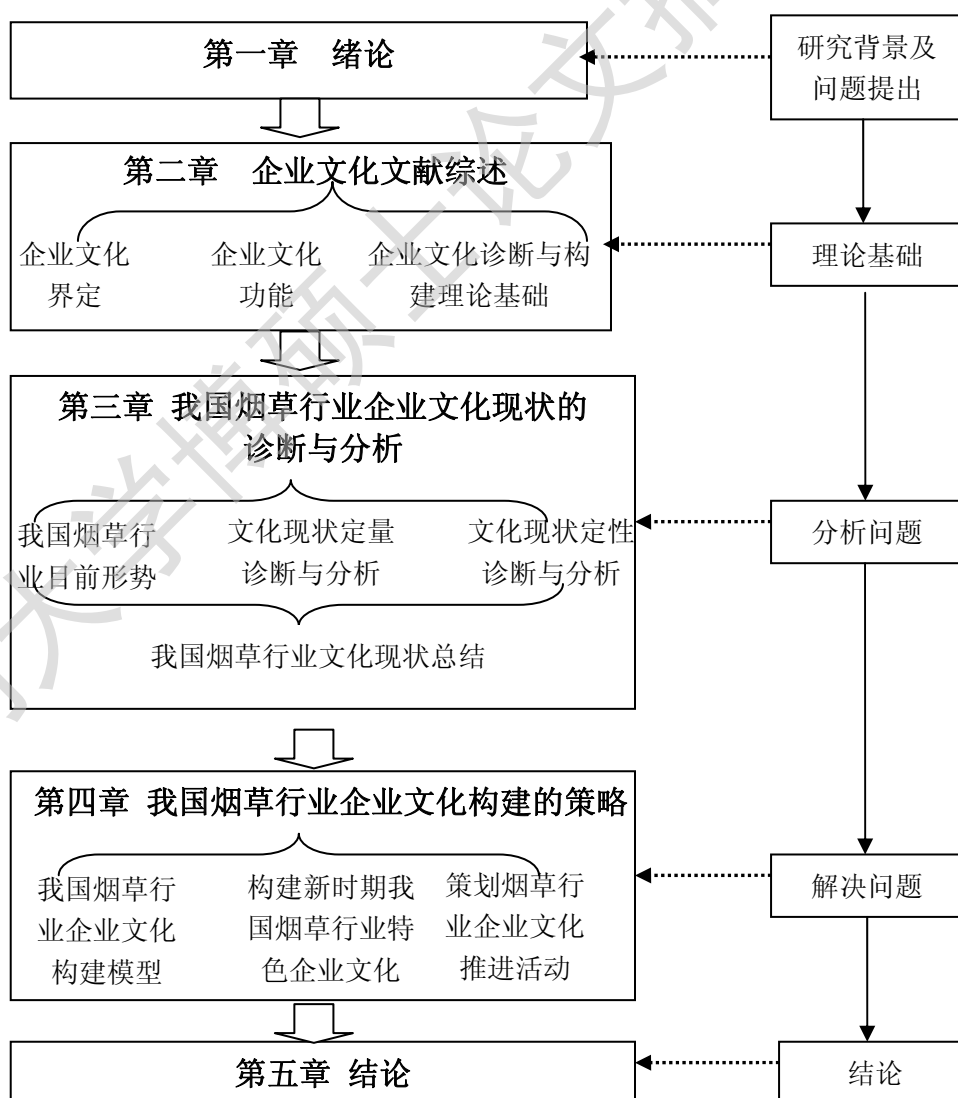 第一章 绪论
研究背景及
问题提出
第二章 企业文化文献综述
企业文化
界定
企业文化
功能
企业文化诊断与构
建理论基础
理论基础
第三章 我国烟草行业企业文化现状的
诊断与分析
我国烟草行
业目前形势
文化现状定量
诊断与分析
文化现状定性
诊断与分析
我国烟草行业文化现状总结
分析问题
第四章 我国烟草行业企业文化构建的策略
我国烟草行
业企业文化
构建模型
构建新时期我
国烟草行业特
色企业文化
策划烟草行
业企业文化
推进活动
解决问题
第五章 结论
结论
大学博硕士论文